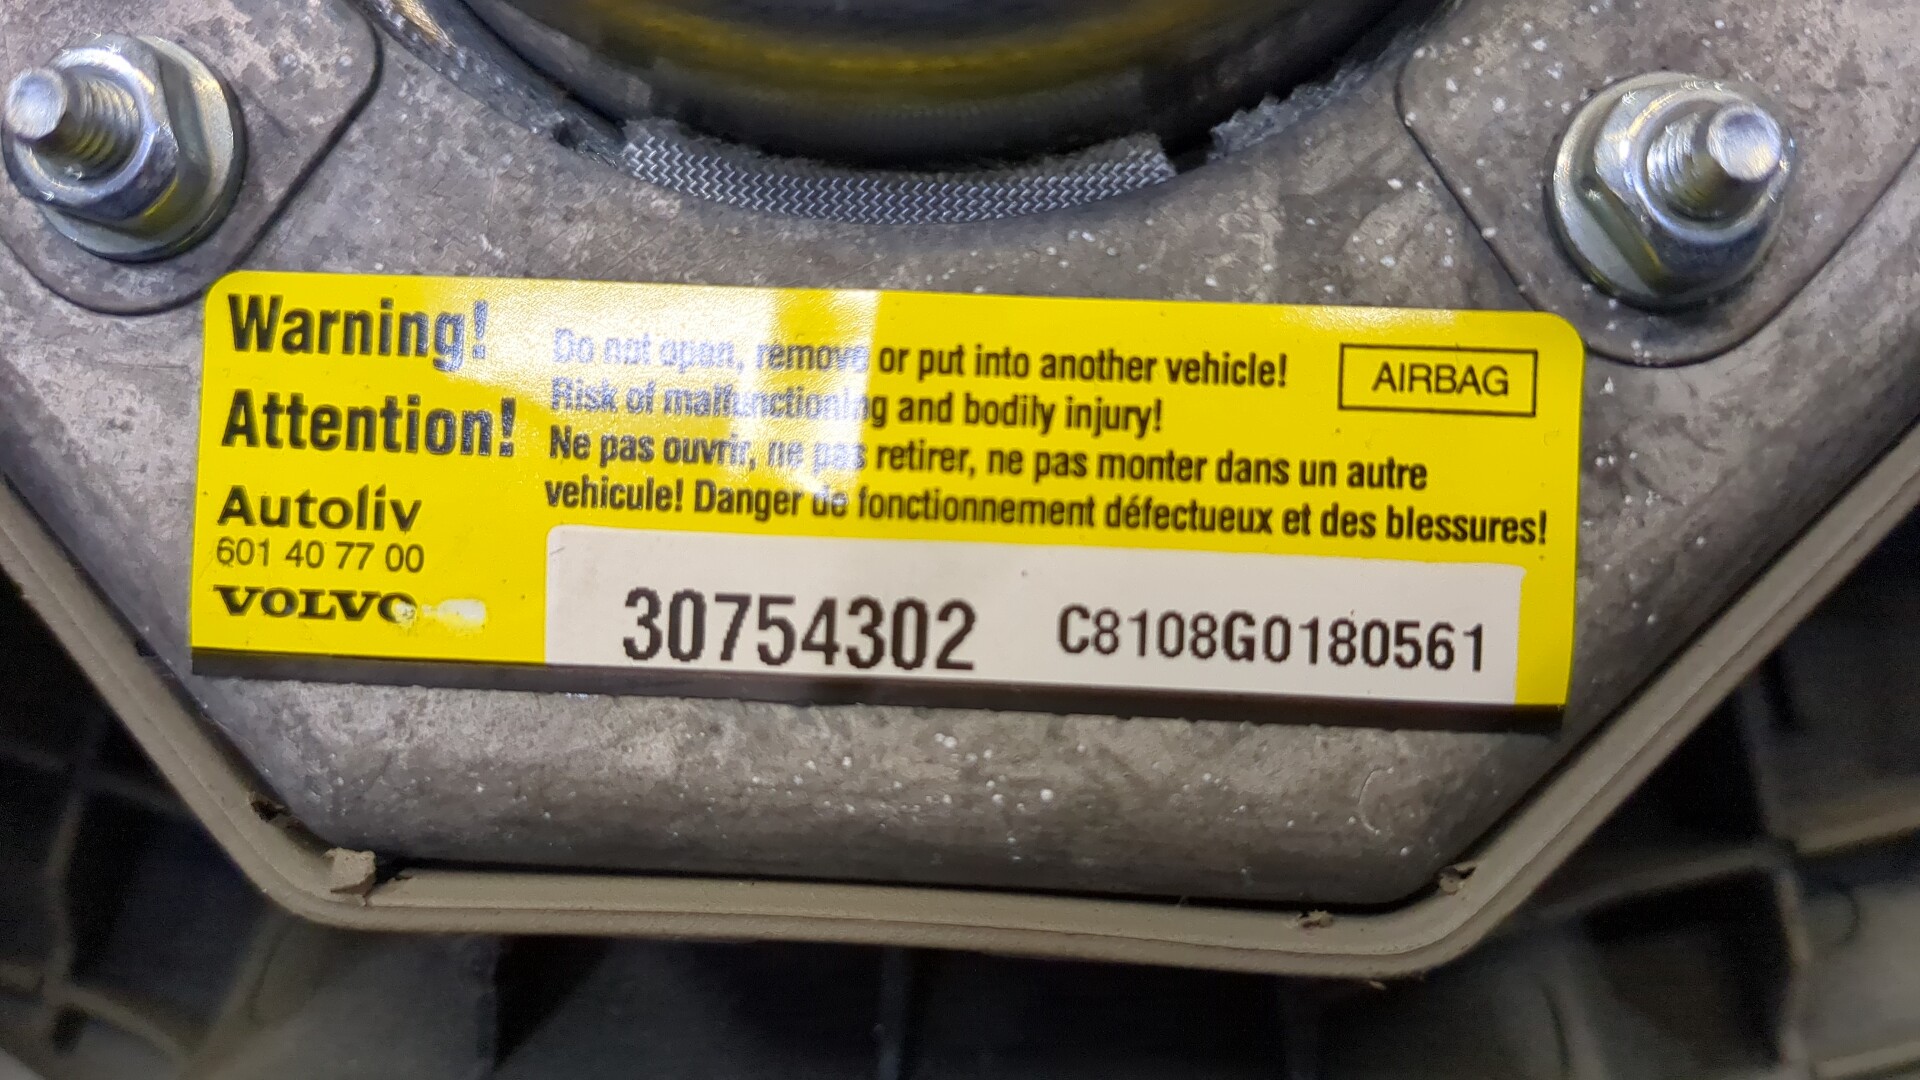 Warning!
Attention!
Do not open, remove or put into another vehicle!
Risk of malfunctioning and bodily injury!
Ne pas ouvrir, ne pas retirer, ne pas monter dans un autre
vehicule! Danger de fonctionnement défectueux et des blessures!
AIRBAG
Autoliv
601 40 77 00
VOLVO
30754302 C8108G0180561